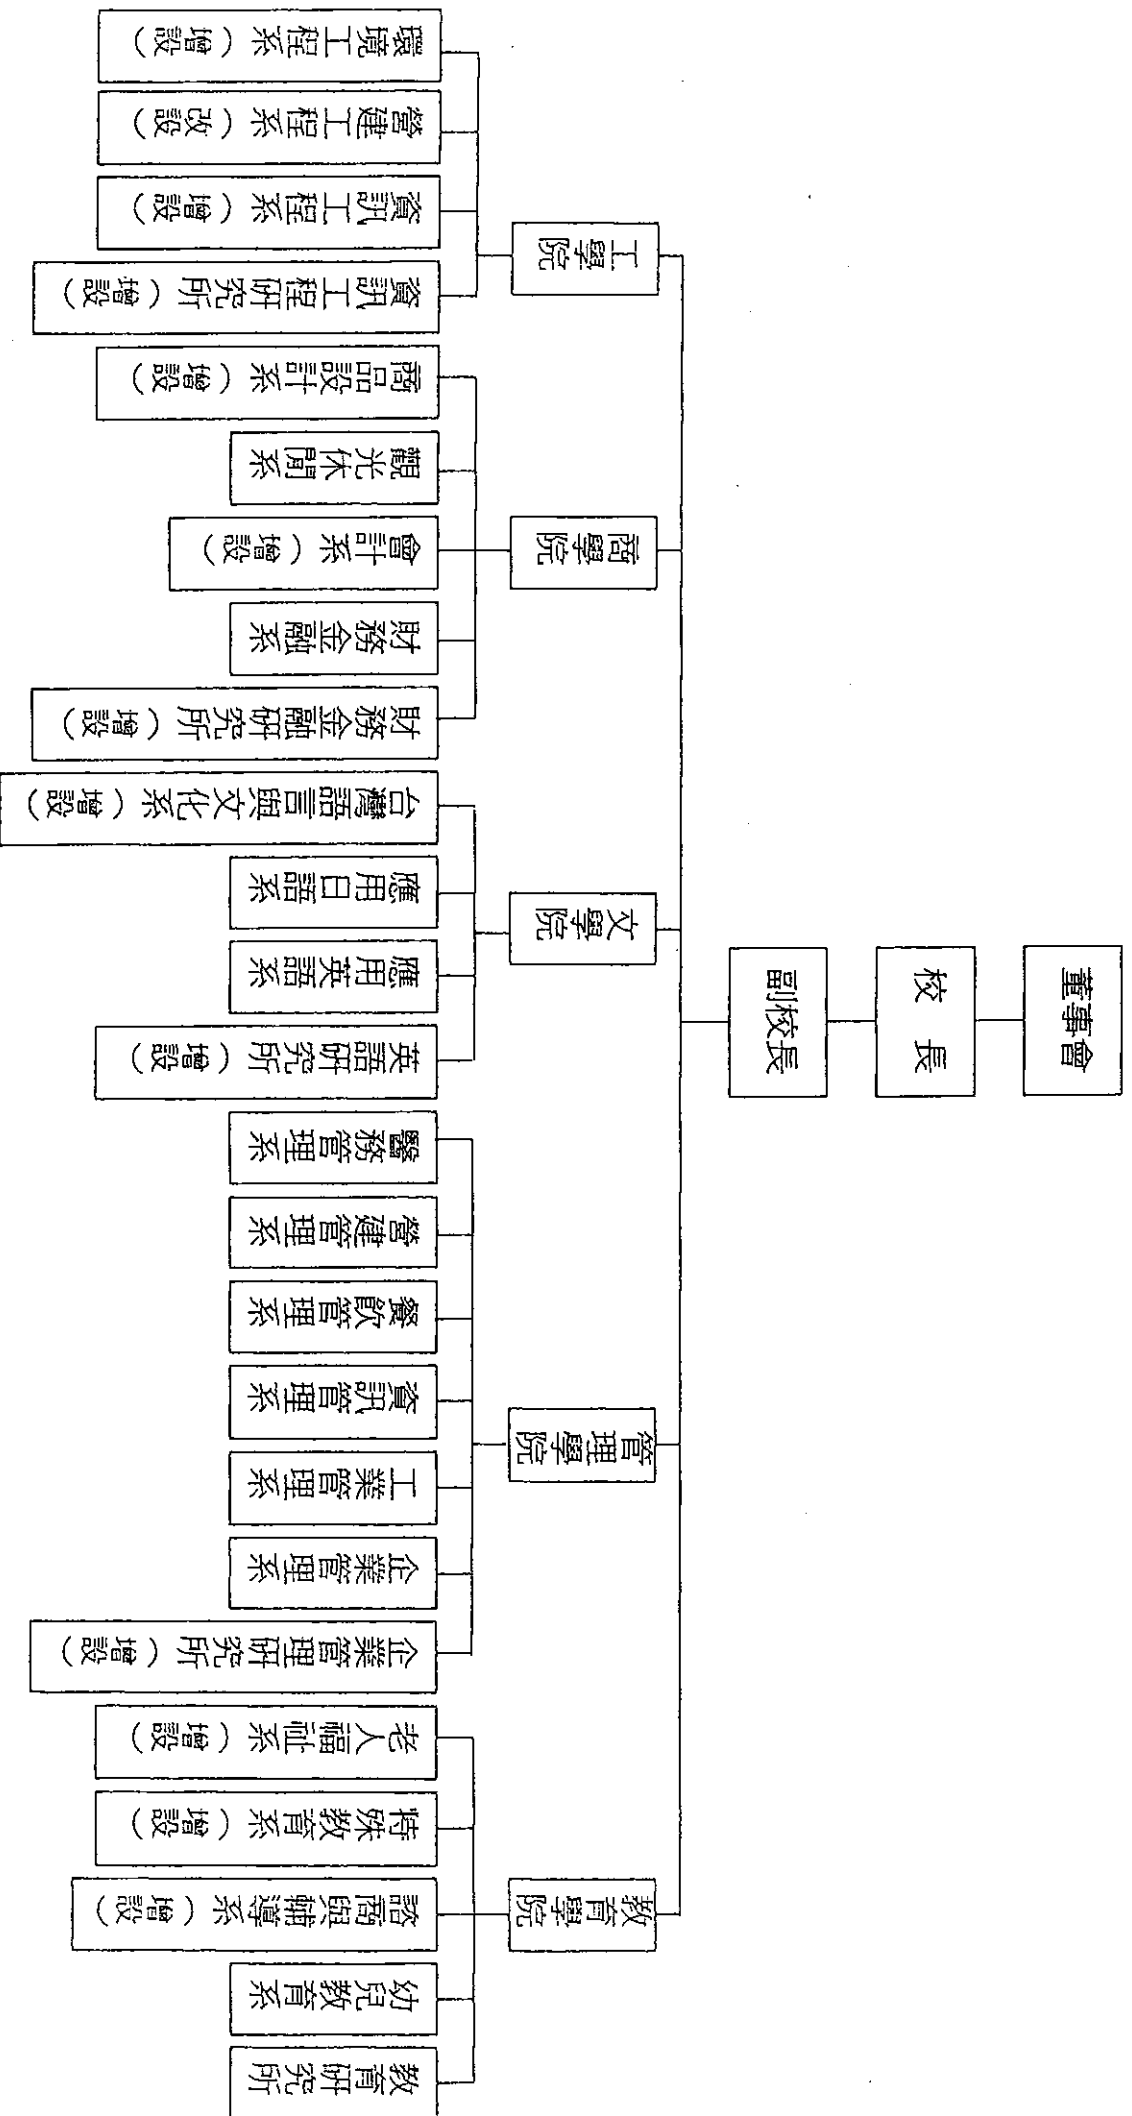 董事會
校 長
副校長
工學院
商學院
文學院
管理學院
教育學院
環境工程系（增設）
營建工程系（改設）
資訊工程系（增設）
資訊工程研究所（增設）
商品設計系（增設）
觀光休閒系
會計系（增設）
財務金融系
財務金融研究所（增設）
台灣語言與文化系（增設）
應用日語系
應用英語系
英語研究所（增設）
醫務管理系
營建管理系
餐飲管理系
資訊管理系
工業管理系
企業管理系
企業管理研究所（增設）
老人福祉系（增設）
特殊教育系（增設）
諮商與輔導系（增設）
幼兒教育系
教育研究所